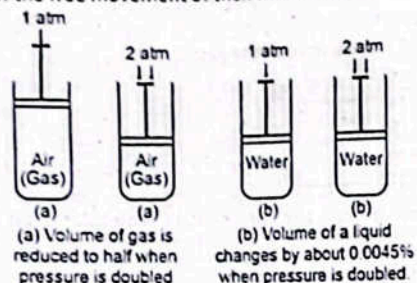 1 atm
2 atm
1 atm
2 atm
Air
(Gas)
Air
(Gas)
Water
Water
(a)
(a)
(b)
(b)
(a) Volume of gas is
reduced to half when
pressure is doubled
(b) Volume of a liquid
changes by about 0.0045%
when pressure is doubled.